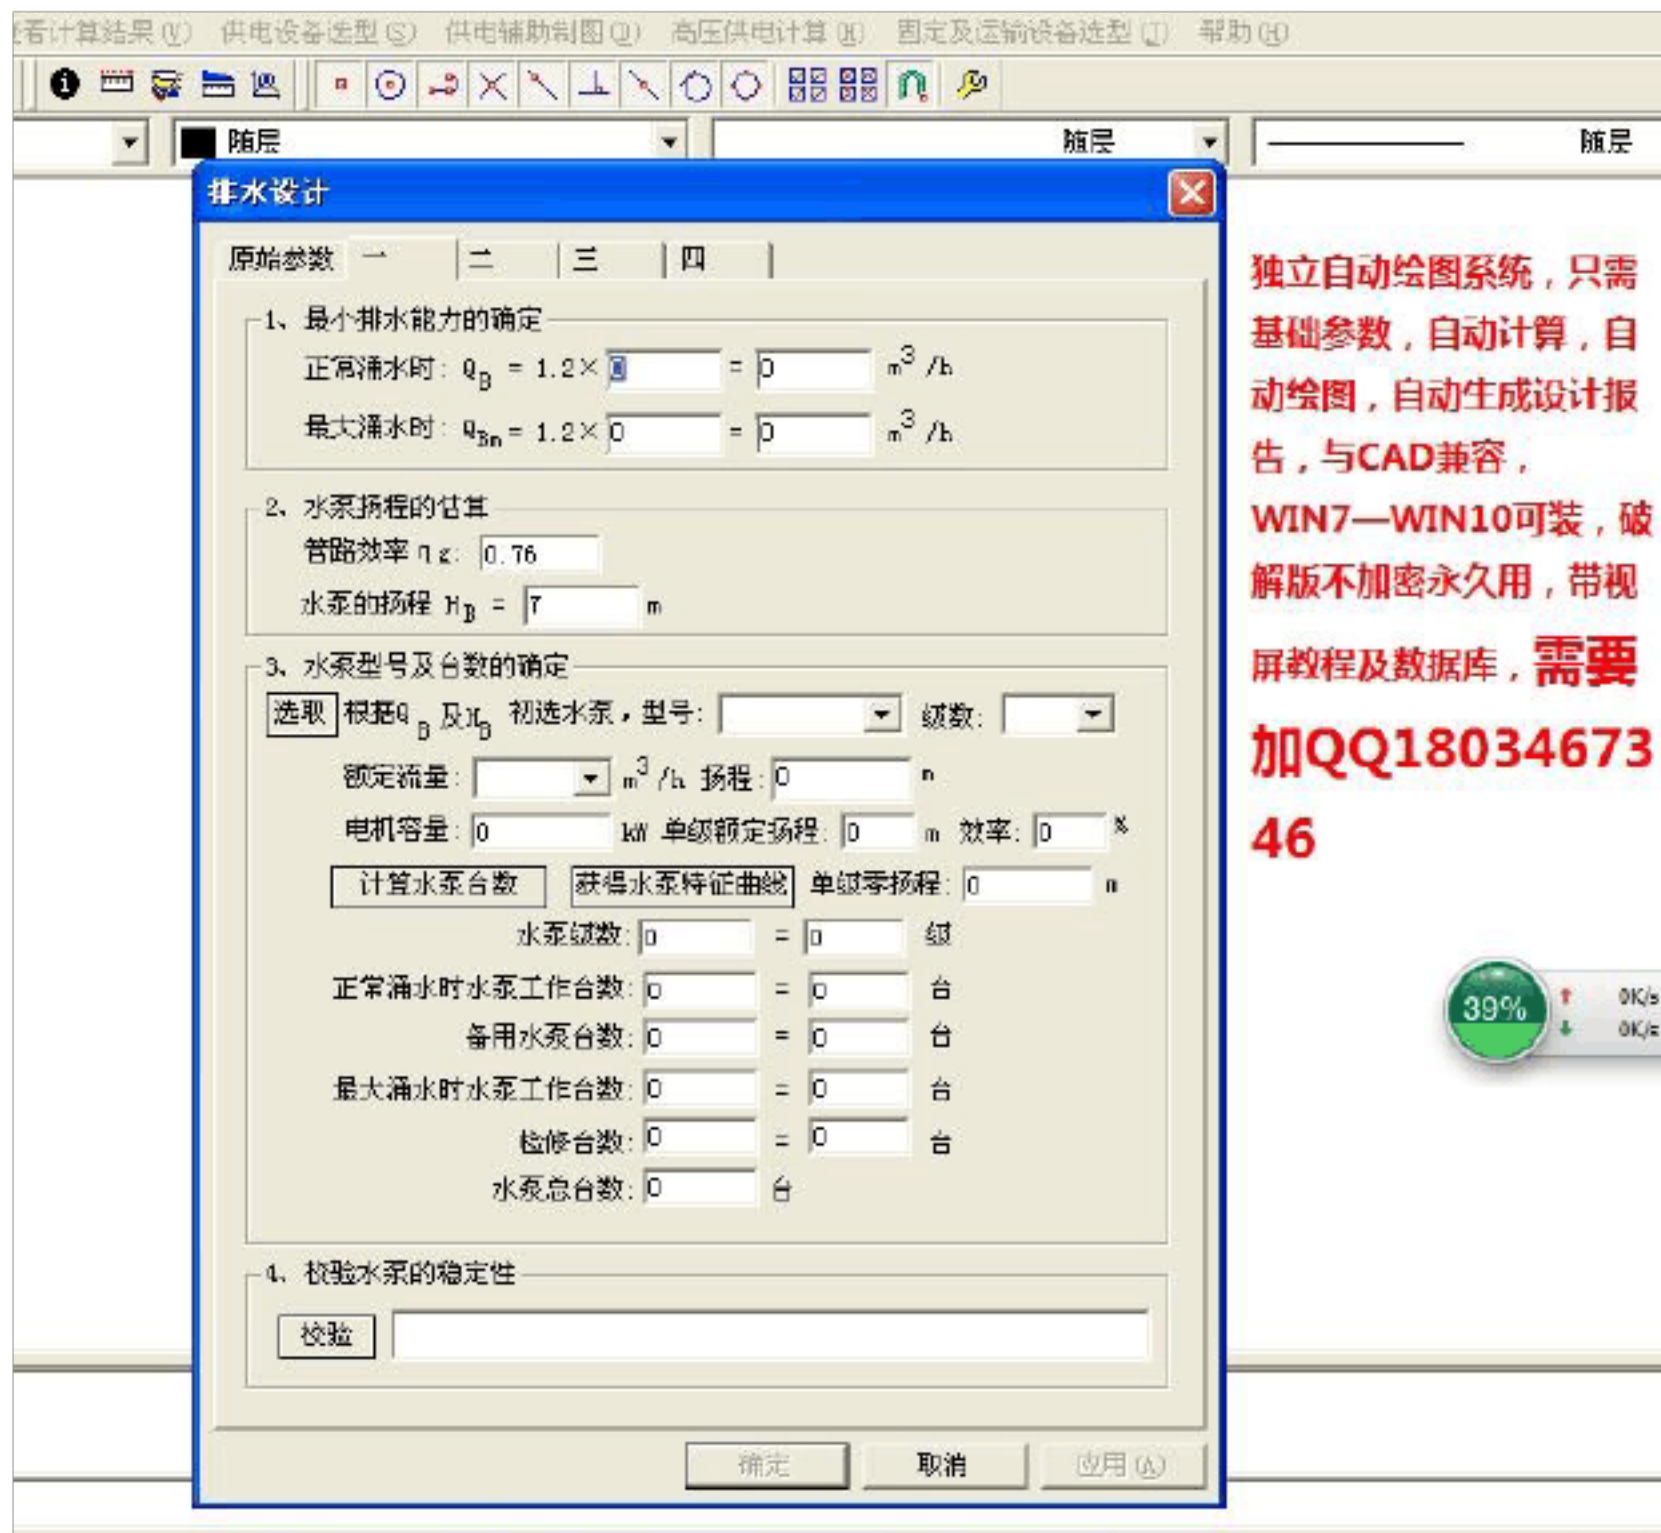 查看计算结果(V) 供电设备选型(S) 供电辅助制图(Q) 高压供电计算(H) 固定及运输设备选型(T) 帮助(H)
随层 随层 随层
排水设计
原始参数 一 二 三 四
1、最小排水能力的确定
正常涌水时: QB = 1.2× 0 = 0 m3/h
最大涌水时: QBm = 1.2× 0 = 0 m3/h
2、水泵扬程的估算
管路效率ηg: 0.76
水泵的扬程 HB = 7 m
3、水泵型号及台数的确定
选取 根据QB及HB 初选水泵，型号: 级数:
额定流量: m3/h 扬程: 0 m
电机容量: 0 kW 单级额定扬程: 0 m 效率: 0 %
计算水泵台数 获得水泵特征曲线 单级零扬程: 0 m
水泵级数: 0 = 0 级
正常涌水时水泵工作台数: 0 = 0 台
备用水泵台数: 0 = 0 台
最大涌水时水泵工作台数: 0 = 0 台
检修台数: 0 = 0 台
水泵总台数: 0 台
4、校验水泵的稳定性
校验
确定 取消 应用(A)
独立自动绘图系统，只需
基础参数，自动计算，自
动绘图，自动生成设计报
告，与CAD兼容，
WIN7—WIN10可装，破
解版不加密永久用，带视
屏教程及数据库，需要
加QQ18034673
46
39%
0K/s
0K/s